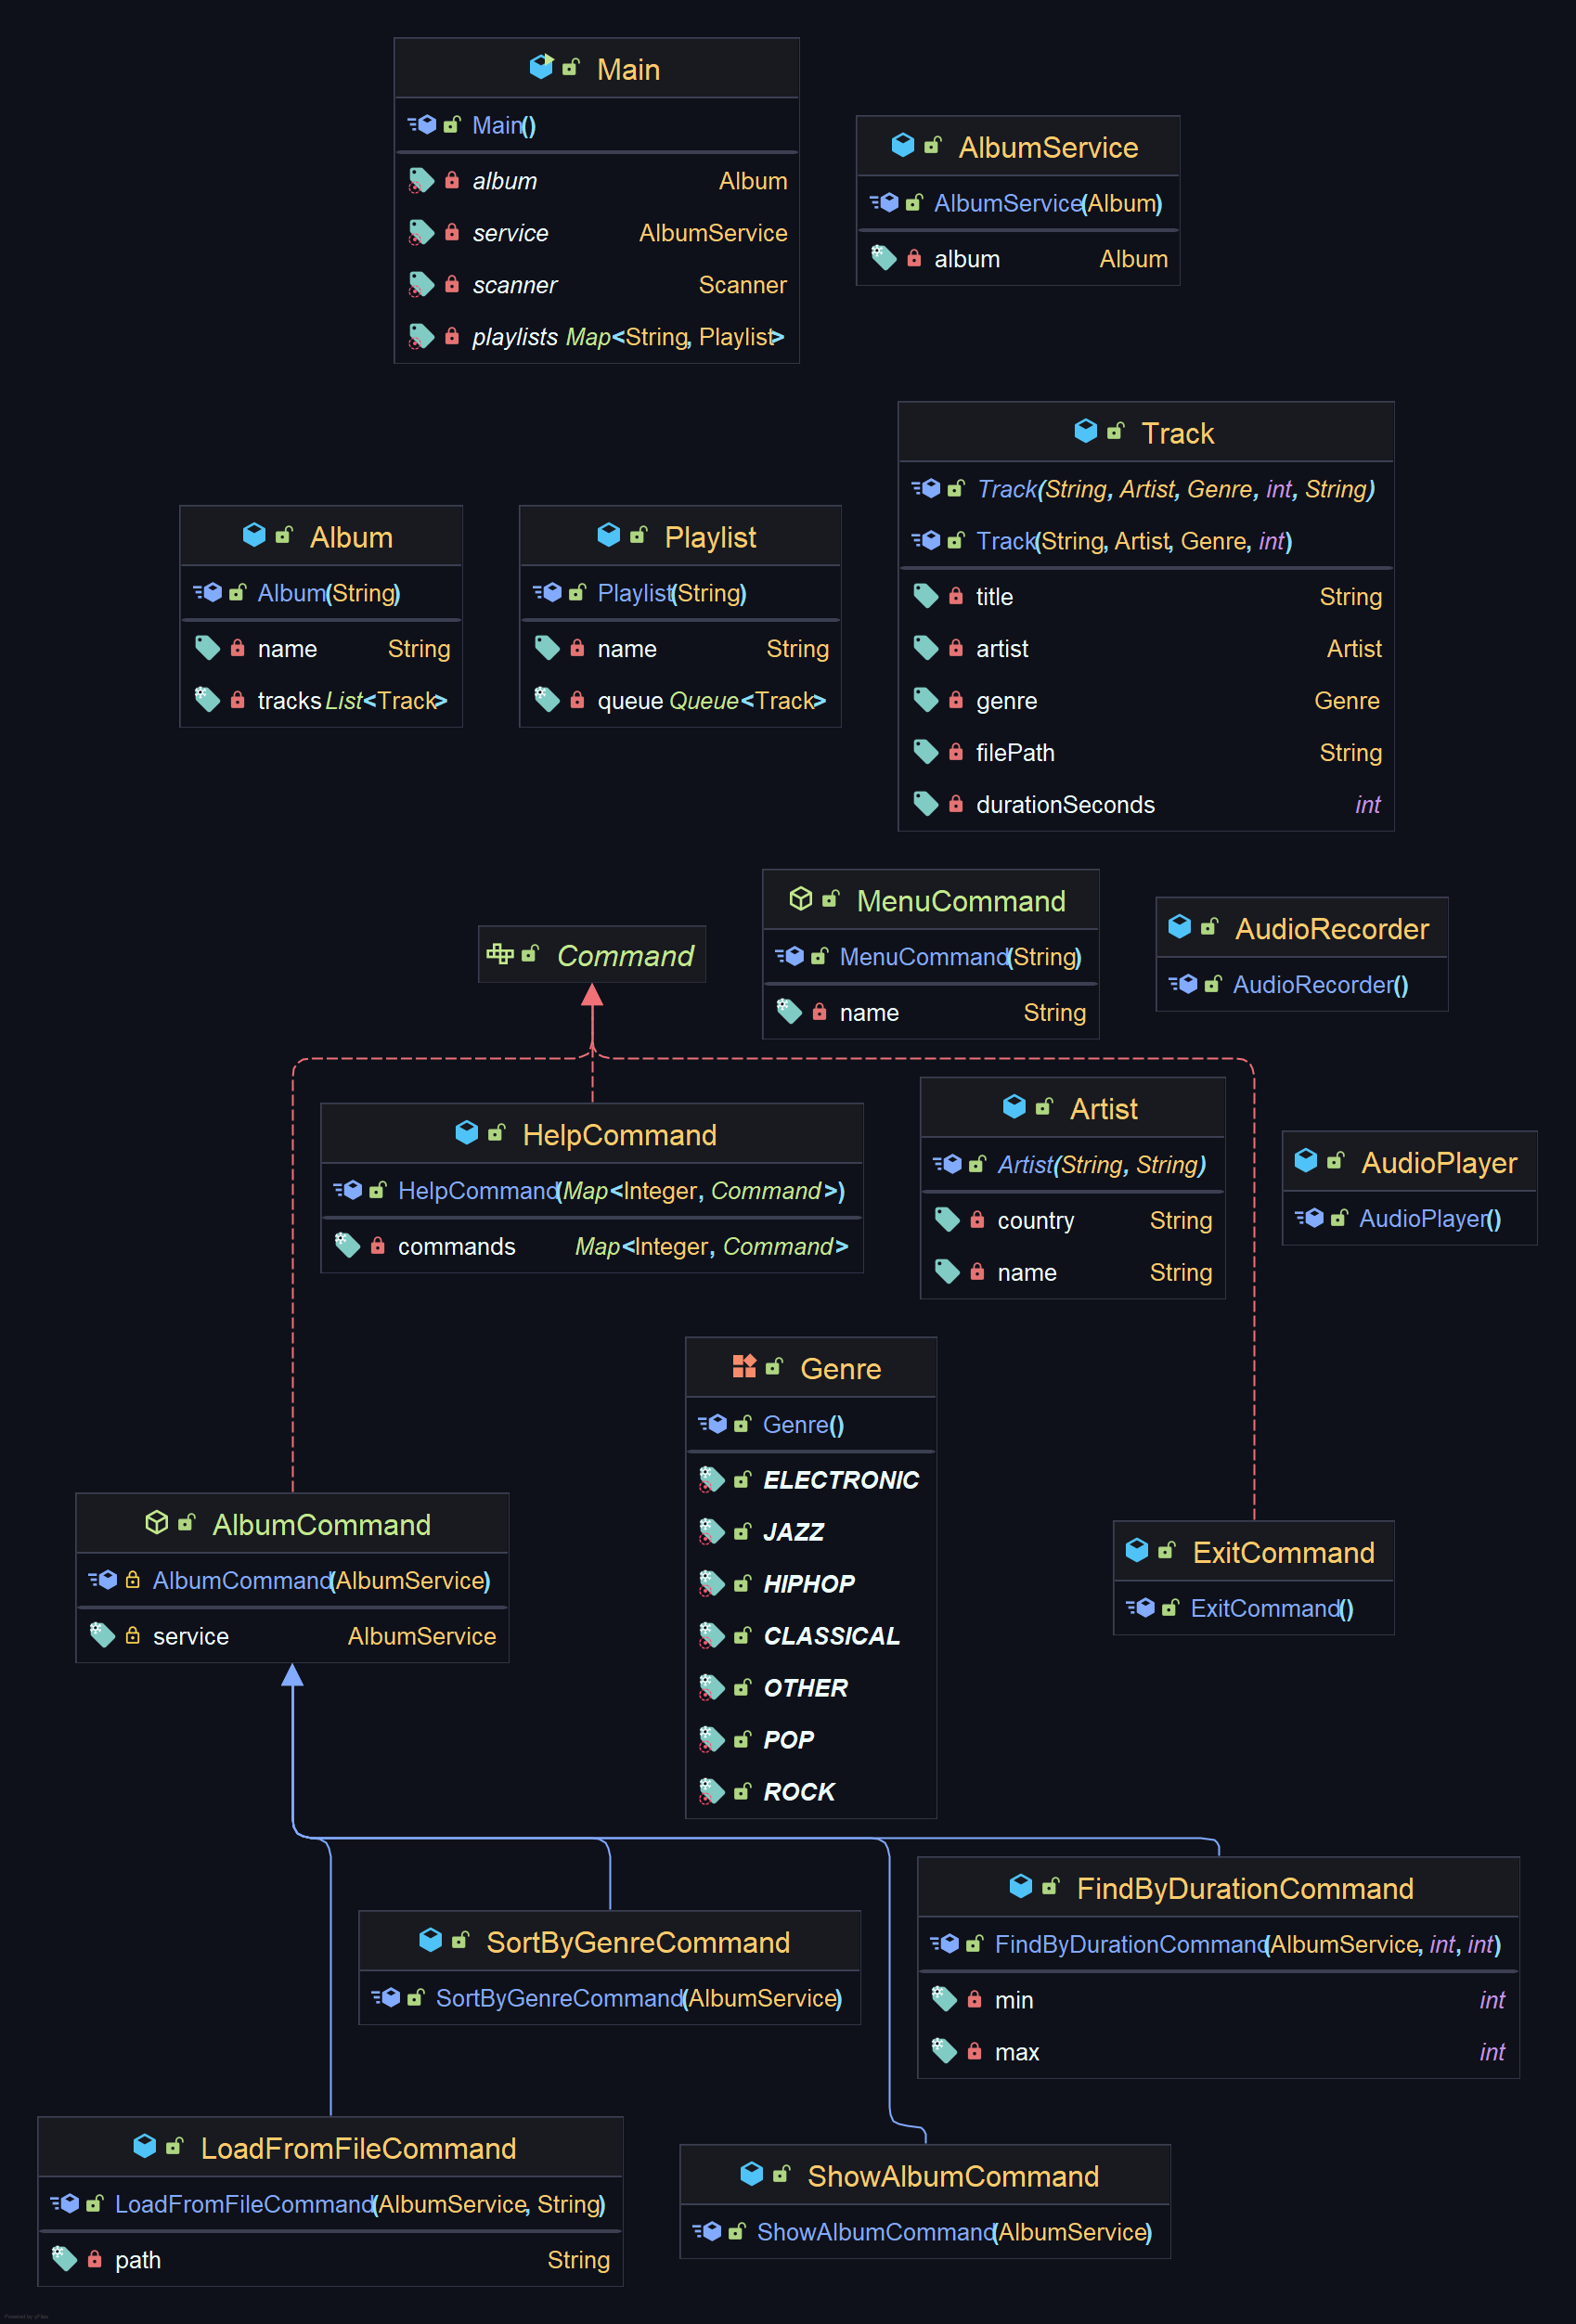 Main
Main()
album Album
service AlbumService
scanner Scanner
playlists Map<String, Playlist>
AlbumService
AlbumService(Album)
album Album
Track
Track(String, Artist, Genre, int, String)
Track(String, Artist, Genre, int)
title String
artist Artist
genre Genre
filePath String
durationSeconds int
Album
Album(String)
name String
tracks List<Track>
Playlist
Playlist(String)
name String
queue Queue<Track>
MenuCommand
MenuCommand(String)
name String
AudioRecorder
AudioRecorder()
Command
HelpCommand
HelpCommand(Map<Integer, Command>)
commands Map<Integer, Command>
Artist
Artist(String, String)
country String
name String
AudioPlayer
AudioPlayer()
Genre
Genre()
ELECTRONIC
JAZZ
HIPHOP
CLASSICAL
OTHER
POP
ROCK
AlbumCommand
AlbumCommand(AlbumService)
service AlbumService
ExitCommand
ExitCommand()
FindByDurationCommand
FindByDurationCommand(AlbumService, int, int)
min int
max int
SortByGenreCommand
SortByGenreCommand(AlbumService)
LoadFromFileCommand
LoadFromFileCommand(AlbumService, String)
path String
ShowAlbumCommand
ShowAlbumCommand(AlbumService)
Powered by yFiles